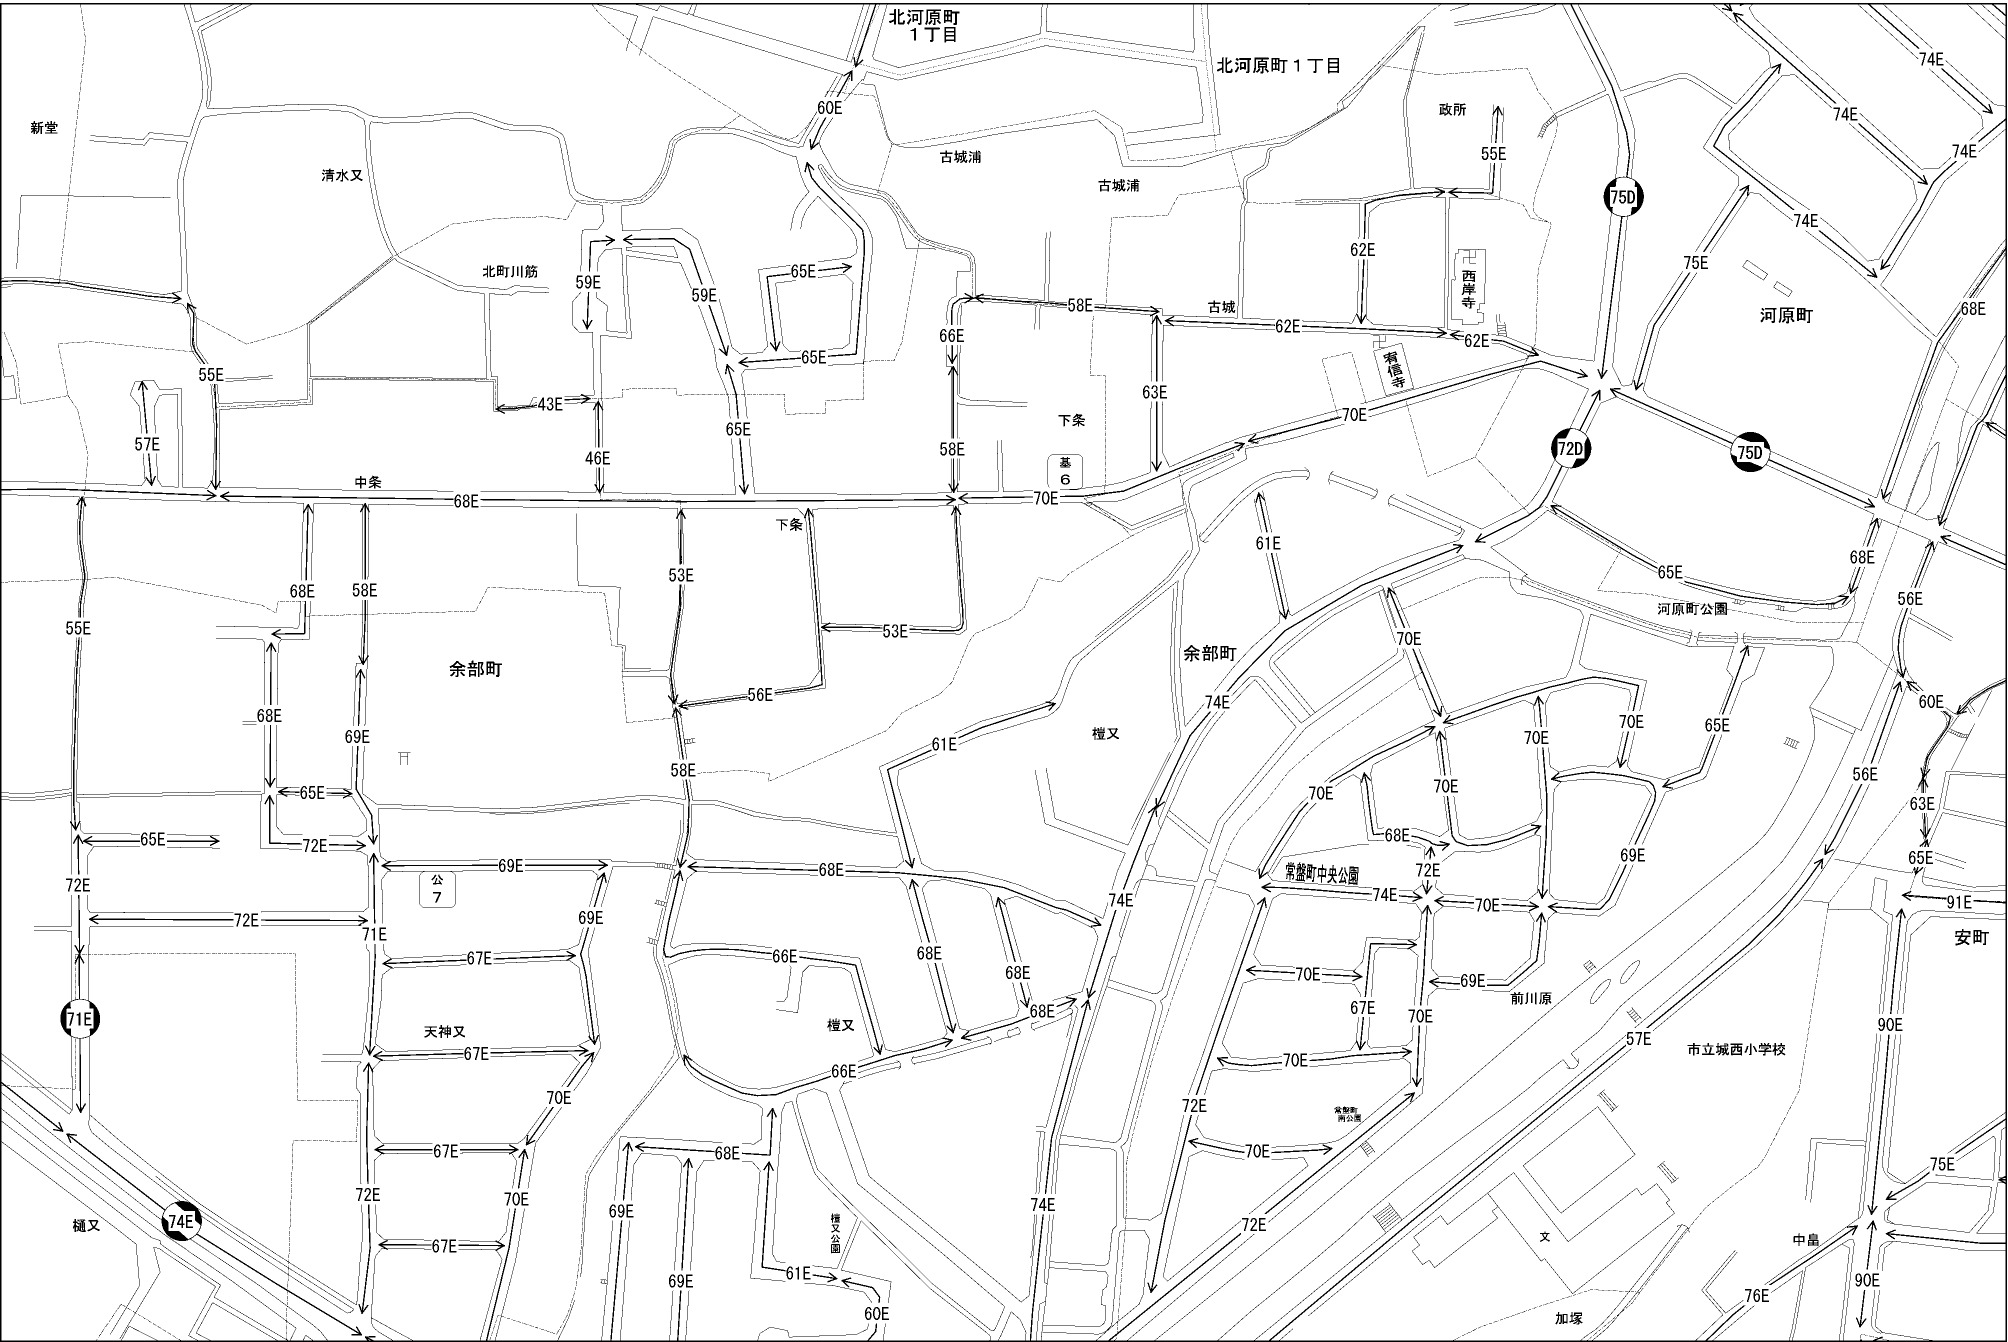 北河原町
１丁目
74E
北河原町１丁目
60E
政所
74E
新堂
55E
74E
古城浦
清水又
古城浦
75D
74E
62E
75E
北町川筋
65E
59E
西岸寺
59E
58E
古城
68E
河原町
62E
66E
62E
65E
宥信寺
55E
63E
43E
70E
下条
65E
57E
72D
58E
75D
46E
基
6
中条
68E
70E
下条
61E
68E
53E
65E
68E
58E
56E
河原町公園
55E
53E
70E
余部町
余部町
56E
74E
60E
68E
70E
65E
69E
檀又
70E
61E
58E
56E
70E
70E
65E
63E
68E
65E
72E
69E
65E
69E
68E
72E
常盤町中央公園
公
7
72E
74E
74E
91E
70E
72E
69E
71E
安町
68E
66E
67E
68E
70E
69E
前川原
67E
68E
71E
70E
90E
天神又
檀又
57E
市立城西小学校
67E
70E
66E
70E
72E
常盤町
南公園
67E
68E
70E
75E
72E
70E
74E
69E
74E
樋又
72E
檀又公園
文
中畠
67E
61E
69E
90E
76E
60E
加塚